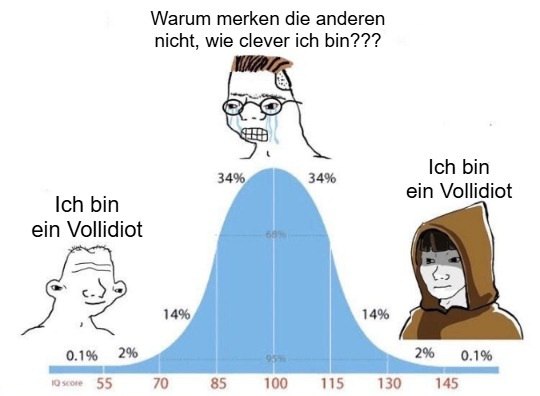 Warum merken die anderen
nicht, wie clever ich bin???
Ich bin
ein Vollidiot
Ich bin
ein Vollidiot
34%
34%
68%
14%
14%
0.1%
2%
95%
2%
0.1%
IQ score 55 70 85 100 115 130 145